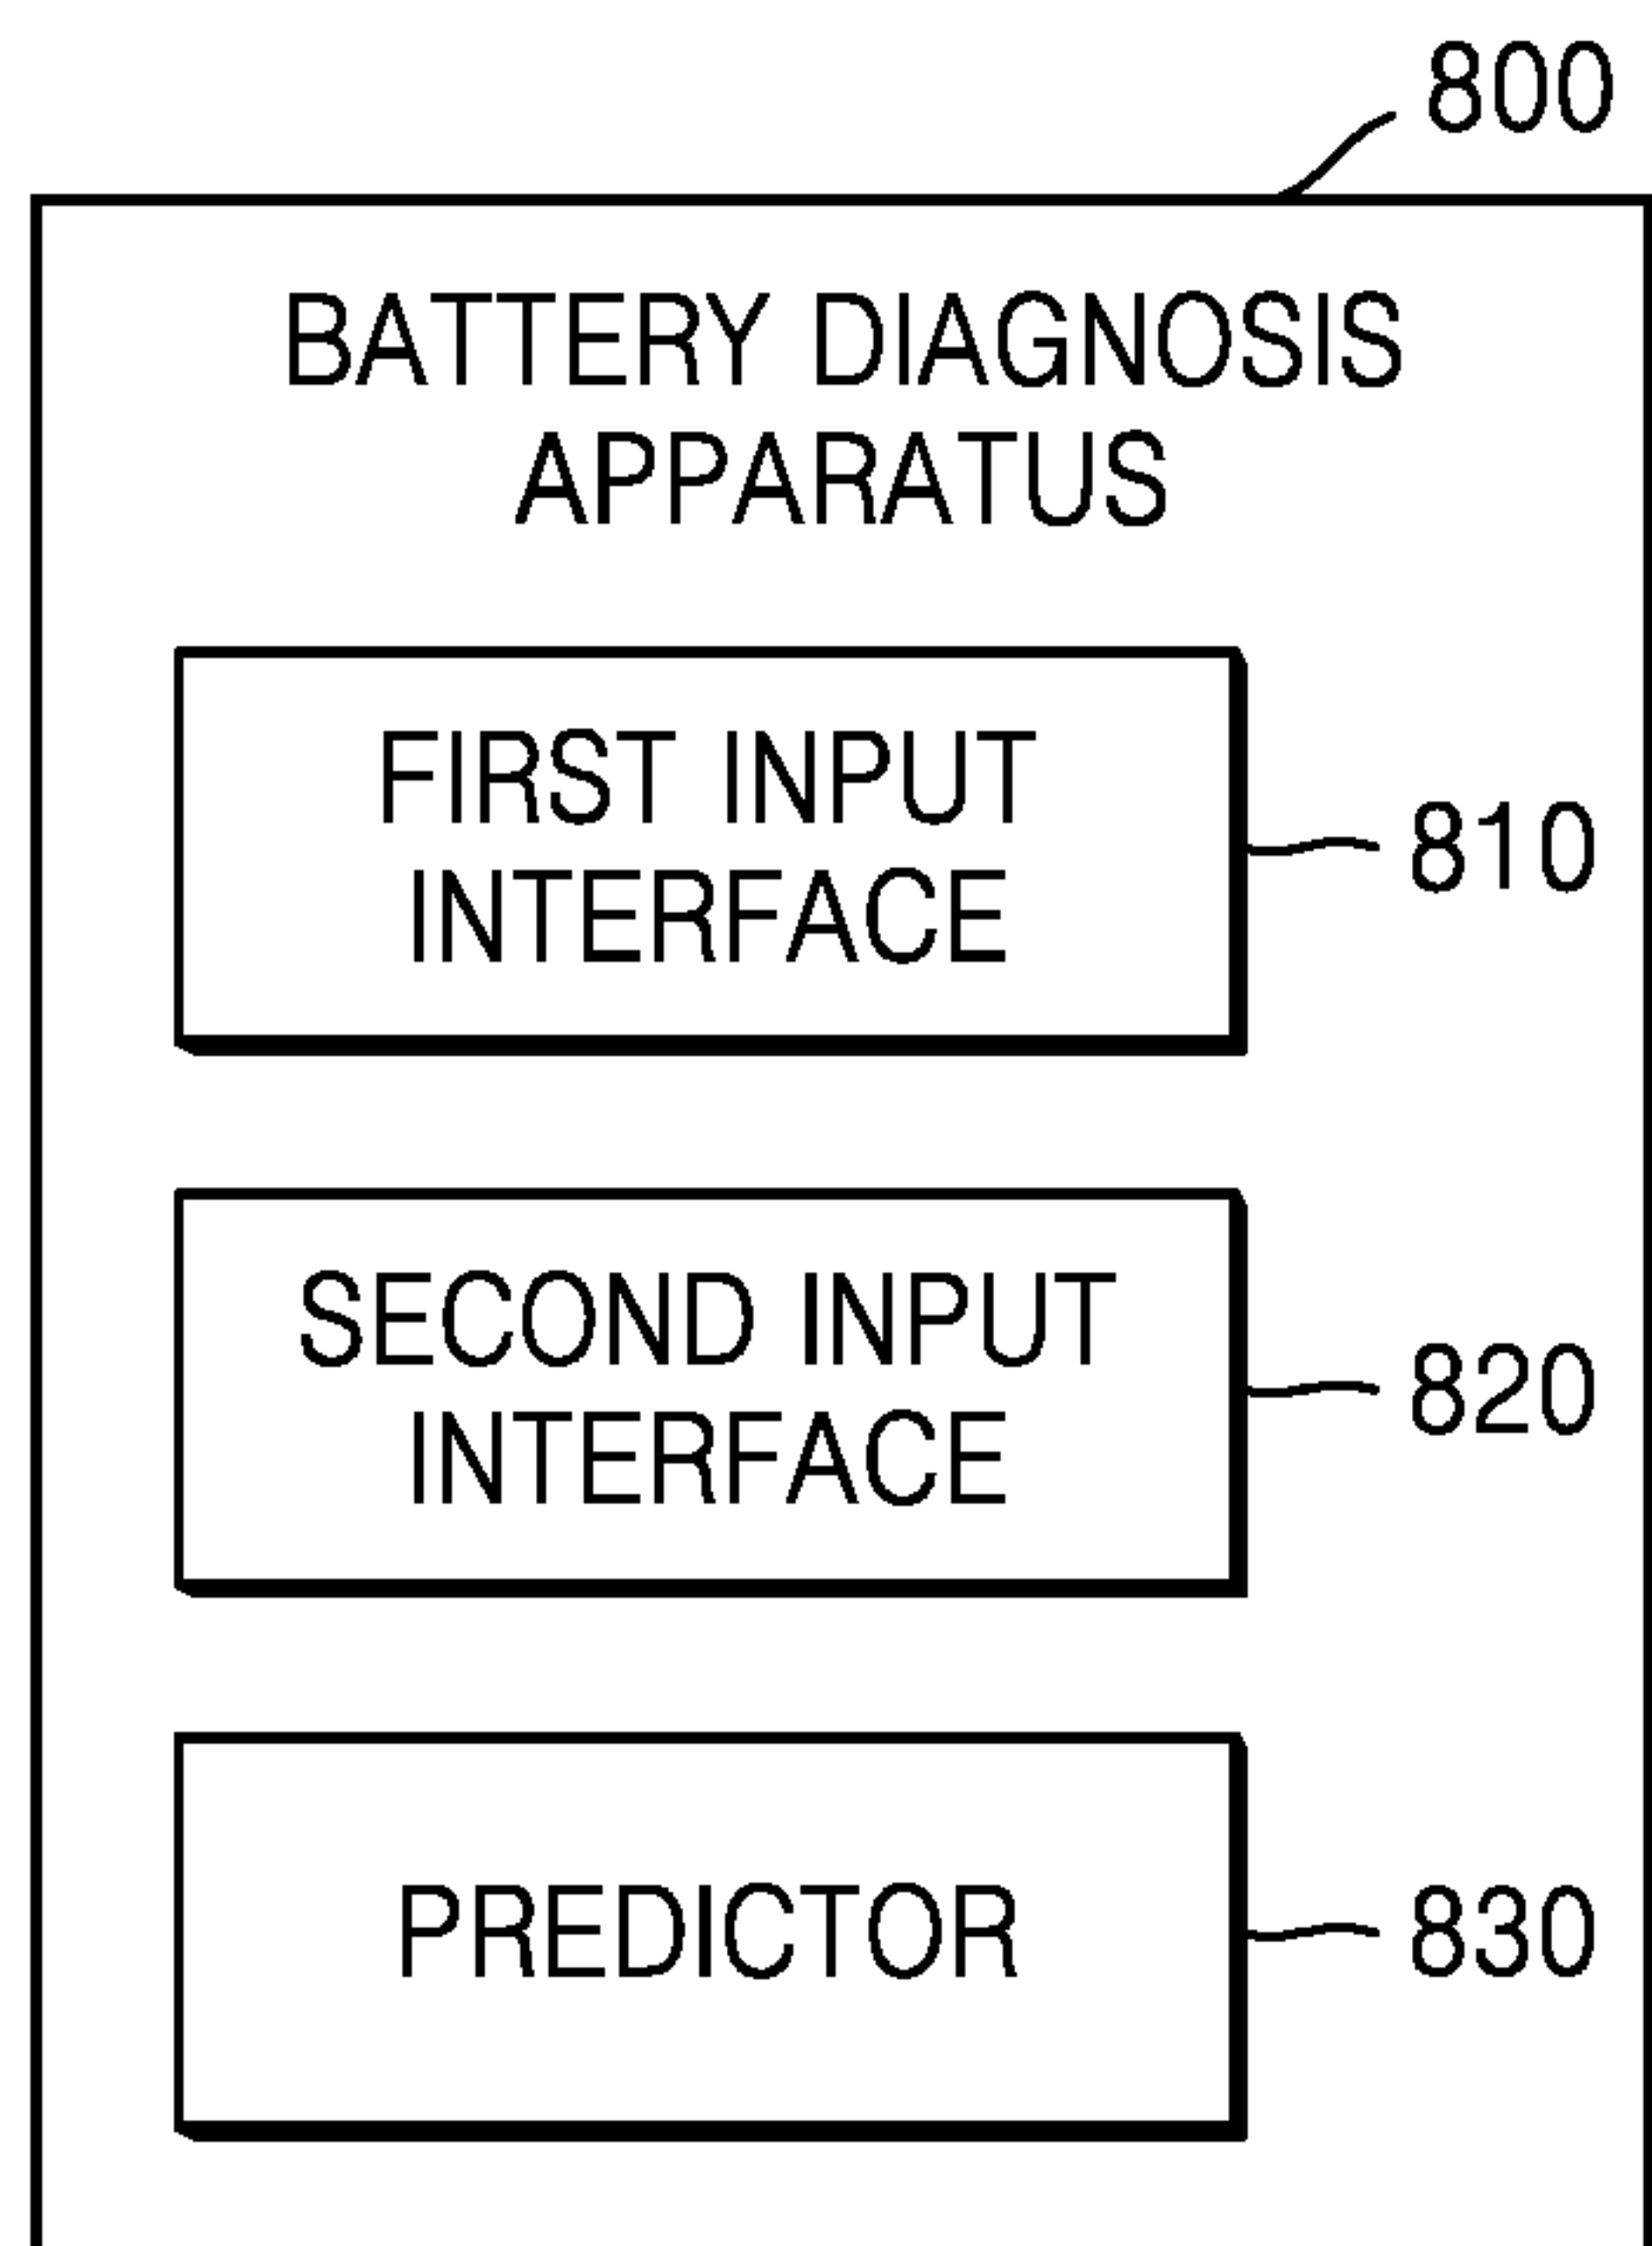 800
BATTERY DIAGNOSIS
APPARATUS
FIRST INPUT
INTERFACE
810
SECOND INPUT
INTERFACE
820
PREDICTOR
830